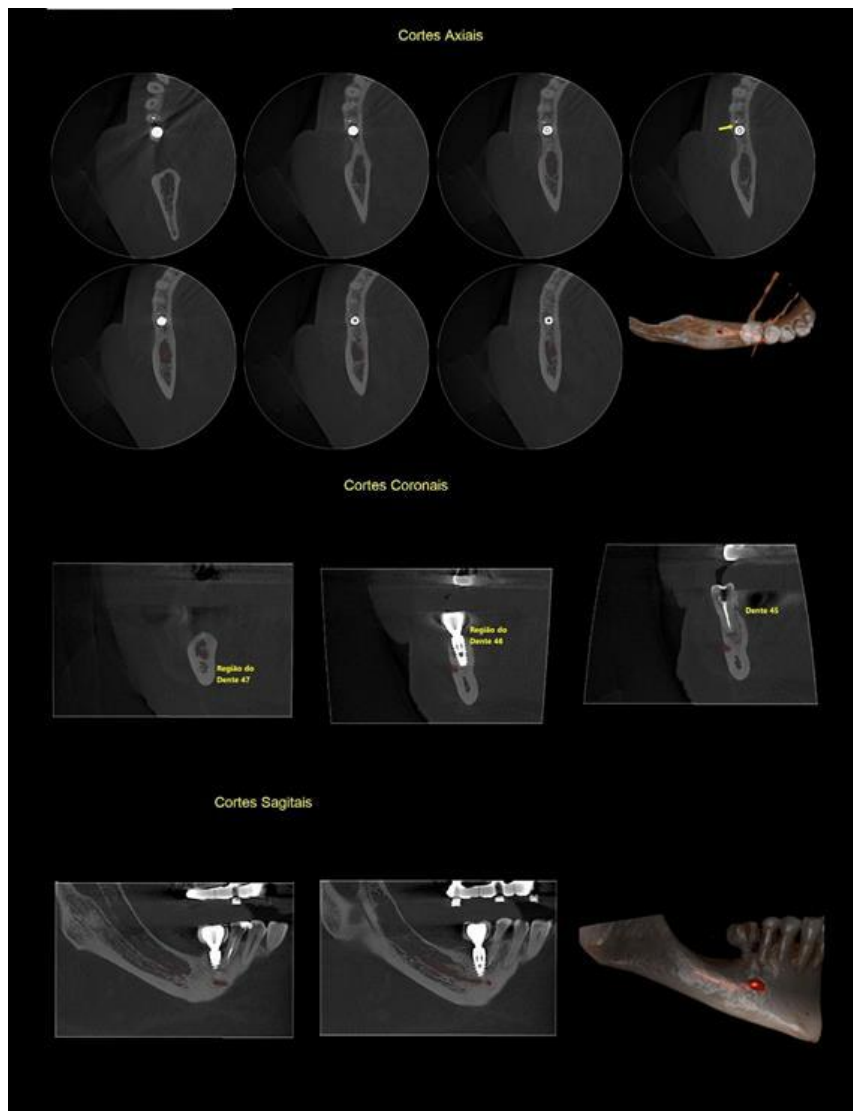 Cortes Axiais
Cortes Coronais
Região do
Dente 47
Região do
Dente 46
Dente 45
Cortes Sagitais